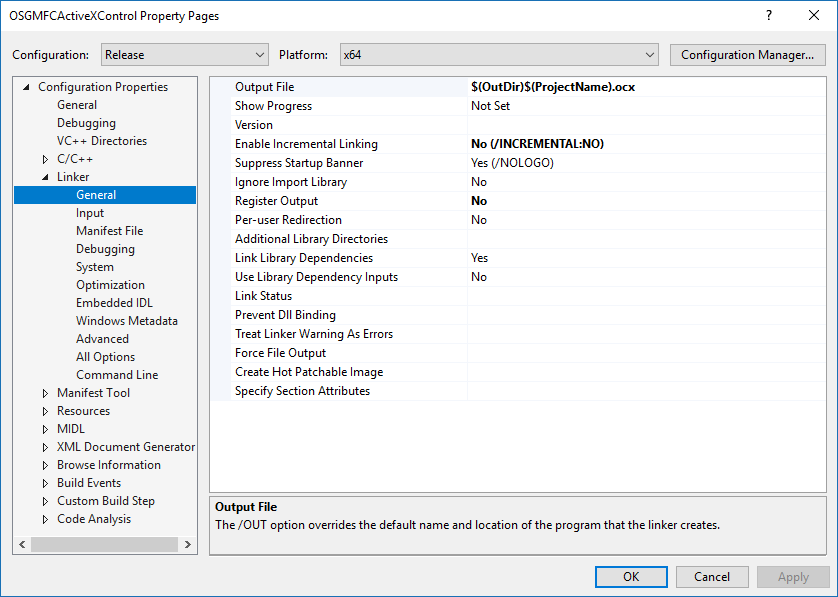 OSGMFCActiveXControl Property Pages
Configuration: Release Platform: x64 Configuration Manager...
Configuration Properties
General
Debugging
VC++ Directories
C/C++
Linker
General
Input
Manifest File
Debugging
System
Optimization
Embedded IDL
Windows Metadata
Advanced
All Options
Command Line
Manifest Tool
Resources
MIDL
XML Document Generator
Browse Information
Build Events
Custom Build Step
Code Analysis
Output File $(OutDir)$(ProjectName).ocx
Show Progress Not Set
Version
Enable Incremental Linking No (/INCREMENTAL:NO)
Suppress Startup Banner Yes (/NOLOGO)
Ignore Import Library No
Register Output No
Per-user Redirection No
Additional Library Directories
Link Library Dependencies Yes
Use Library Dependency Inputs No
Link Status
Prevent Dll Binding
Treat Linker Warning As Errors
Force File Output
Create Hot Patchable Image
Specify Section Attributes
Output File
The /OUT option overrides the default name and location of the program that the linker creates.
OK Cancel Apply